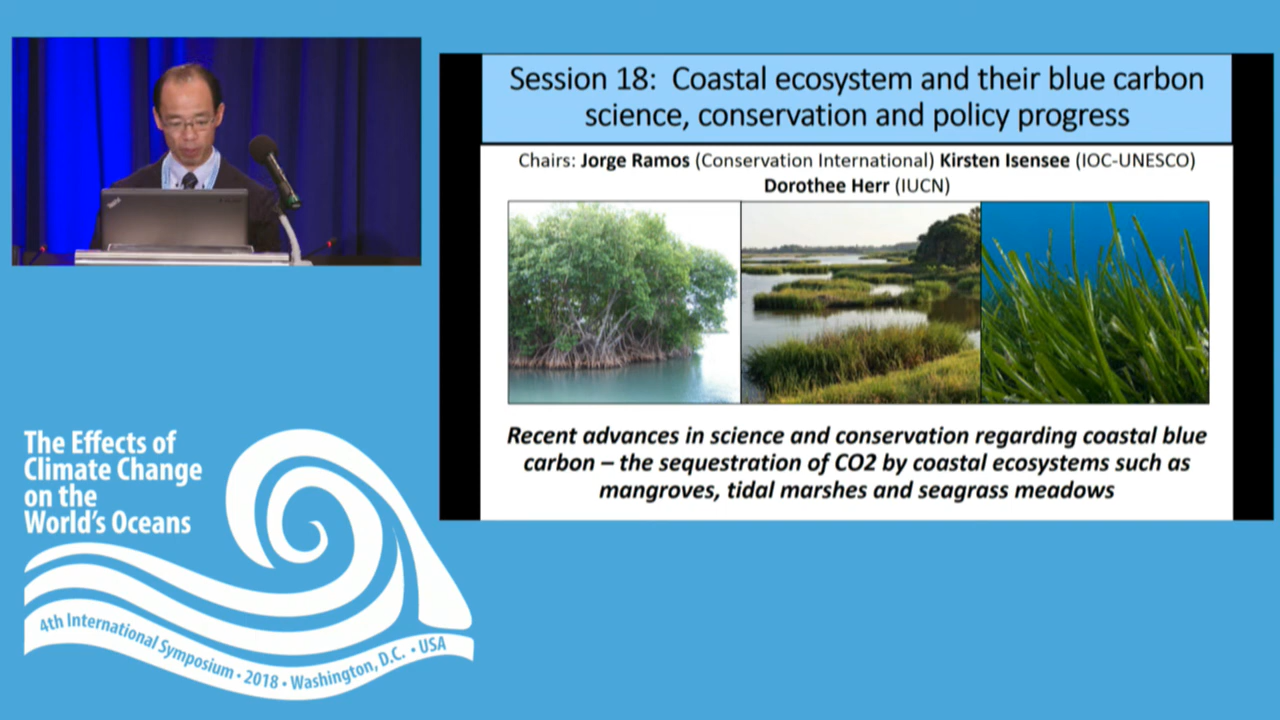 Session 18:  Coastal ecosystem and their blue carbon
science, conservation and policy progress
Chairs: Jorge Ramos (Conservation International) Kirsten Isensee (IOC-UNESCO)
Dorothee Herr (IUCN)
Recent advances in science and conservation regarding coastal blue
carbon – the sequestration of CO2 by coastal ecosystems such as
mangroves, tidal marshes and seagrass meadows
The Effects of
Climate Change
on the
World's Oceans
4th International Symposium • 2018 • Washington, D.C. • USA